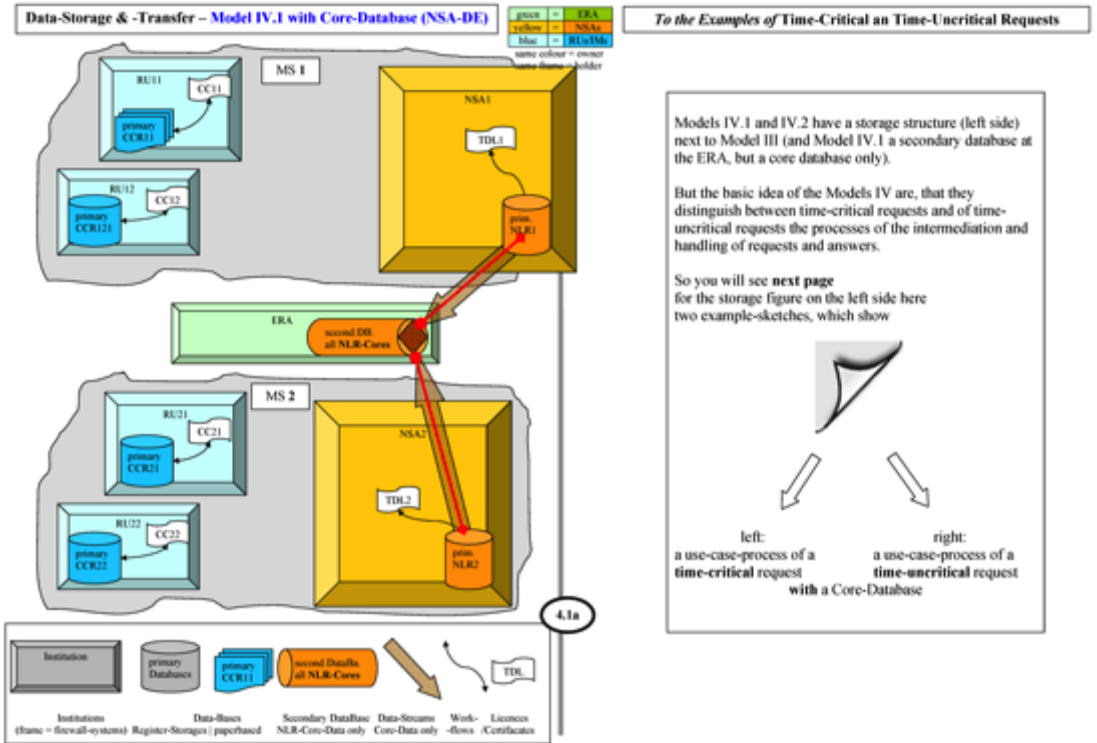 Data-Storage & -Transfer – Model IV.1 with Core-Database (NSA-DE)
green = ERA
yellow = NSAs
blue = RUs/IMs
same colour = owner
same frame = holder
MS 1
RU11
CC11
primary
CCR11
RU12
CC12
primary
CCR121
NSA1
TDL1
prim.
NLR1
ERA
second.DB.
all NLR-Cores
MS 2
RU21
CC21
primary
CCR21
RU22
CC22
primary
CCR22
NSA2
TDL2
prim.
NLR2
4.1a
Institution
primary
Databases
primary
CCR11
second.DataBa.
all NLR-Cores
TDL
Institutions
(frame = firewall-systems)
Data-Bases
Register-Storages | paperbased
Secondary DataBase
NLR-Core-Data only
Data-Streams
Core-Data only
Work-
-flows
Licences
/Certifacates
To the Examples of Time-Critical an Time-Uncritical Requests
Models IV.1 and IV.2 have a storage structure (left side)
next to Model III (and Model IV.1 a secondary database at
the ERA, but a core database only).
But the basic idea of the Models IV are, that they
distinguish between time-critical requests and of time-
uncritical requests the processes of the intermediation and
handling of requests and answers.
So you will see next page
for the storage figure on the left side here
two example-sketches, which show
left:
a use-case-process of a
time-critical request
right:
a use-case-process of a
time-uncritical request
with a Core-Database